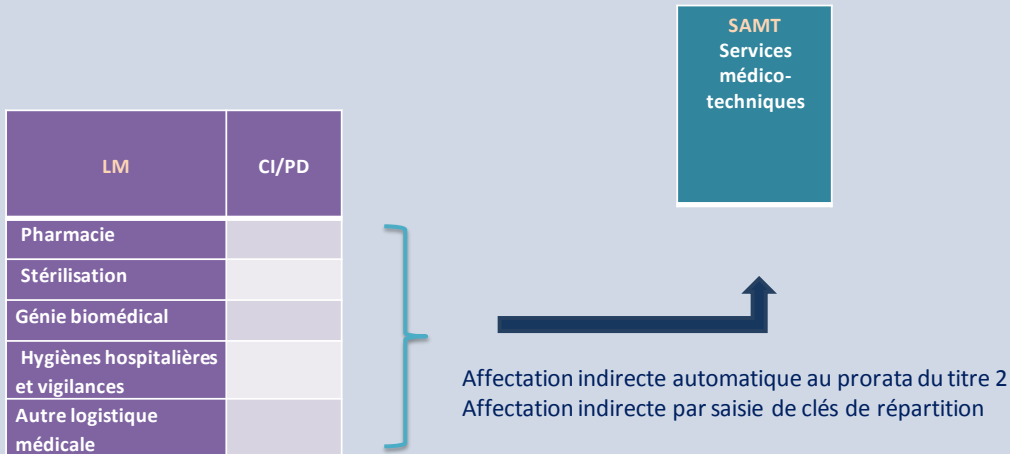 SAMT
Services
médico-
techniques
LM
CI/PD
Pharmacie
Stérilisation
Génie biomédical
Hygiènes hospitalières
et vigilances
Autre logistique
médicale
Affectation indirecte automatique au prorata du titre 2
Affectation indirecte par saisie de clés de répartition